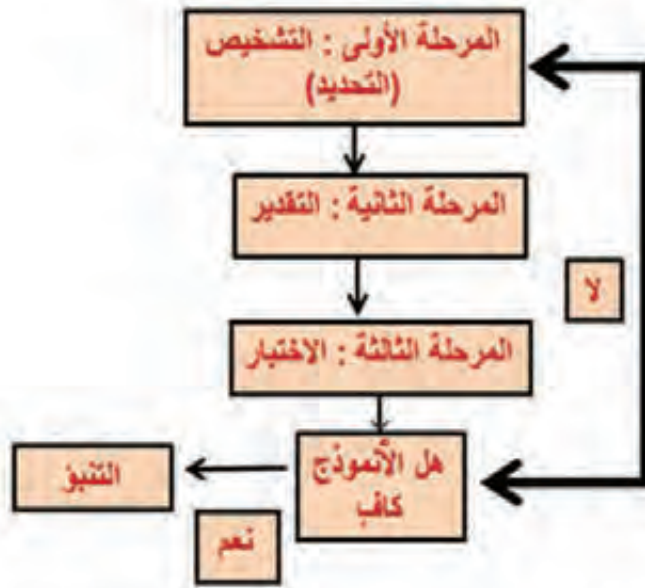 المرحلة الأولى : التشخيص
(التحديد)
المرحلة الثانية : التقدير
لا
المرحلة الثالثة : الاختبار
هل الأنموذج
كافٍ
التنبؤ
نعم